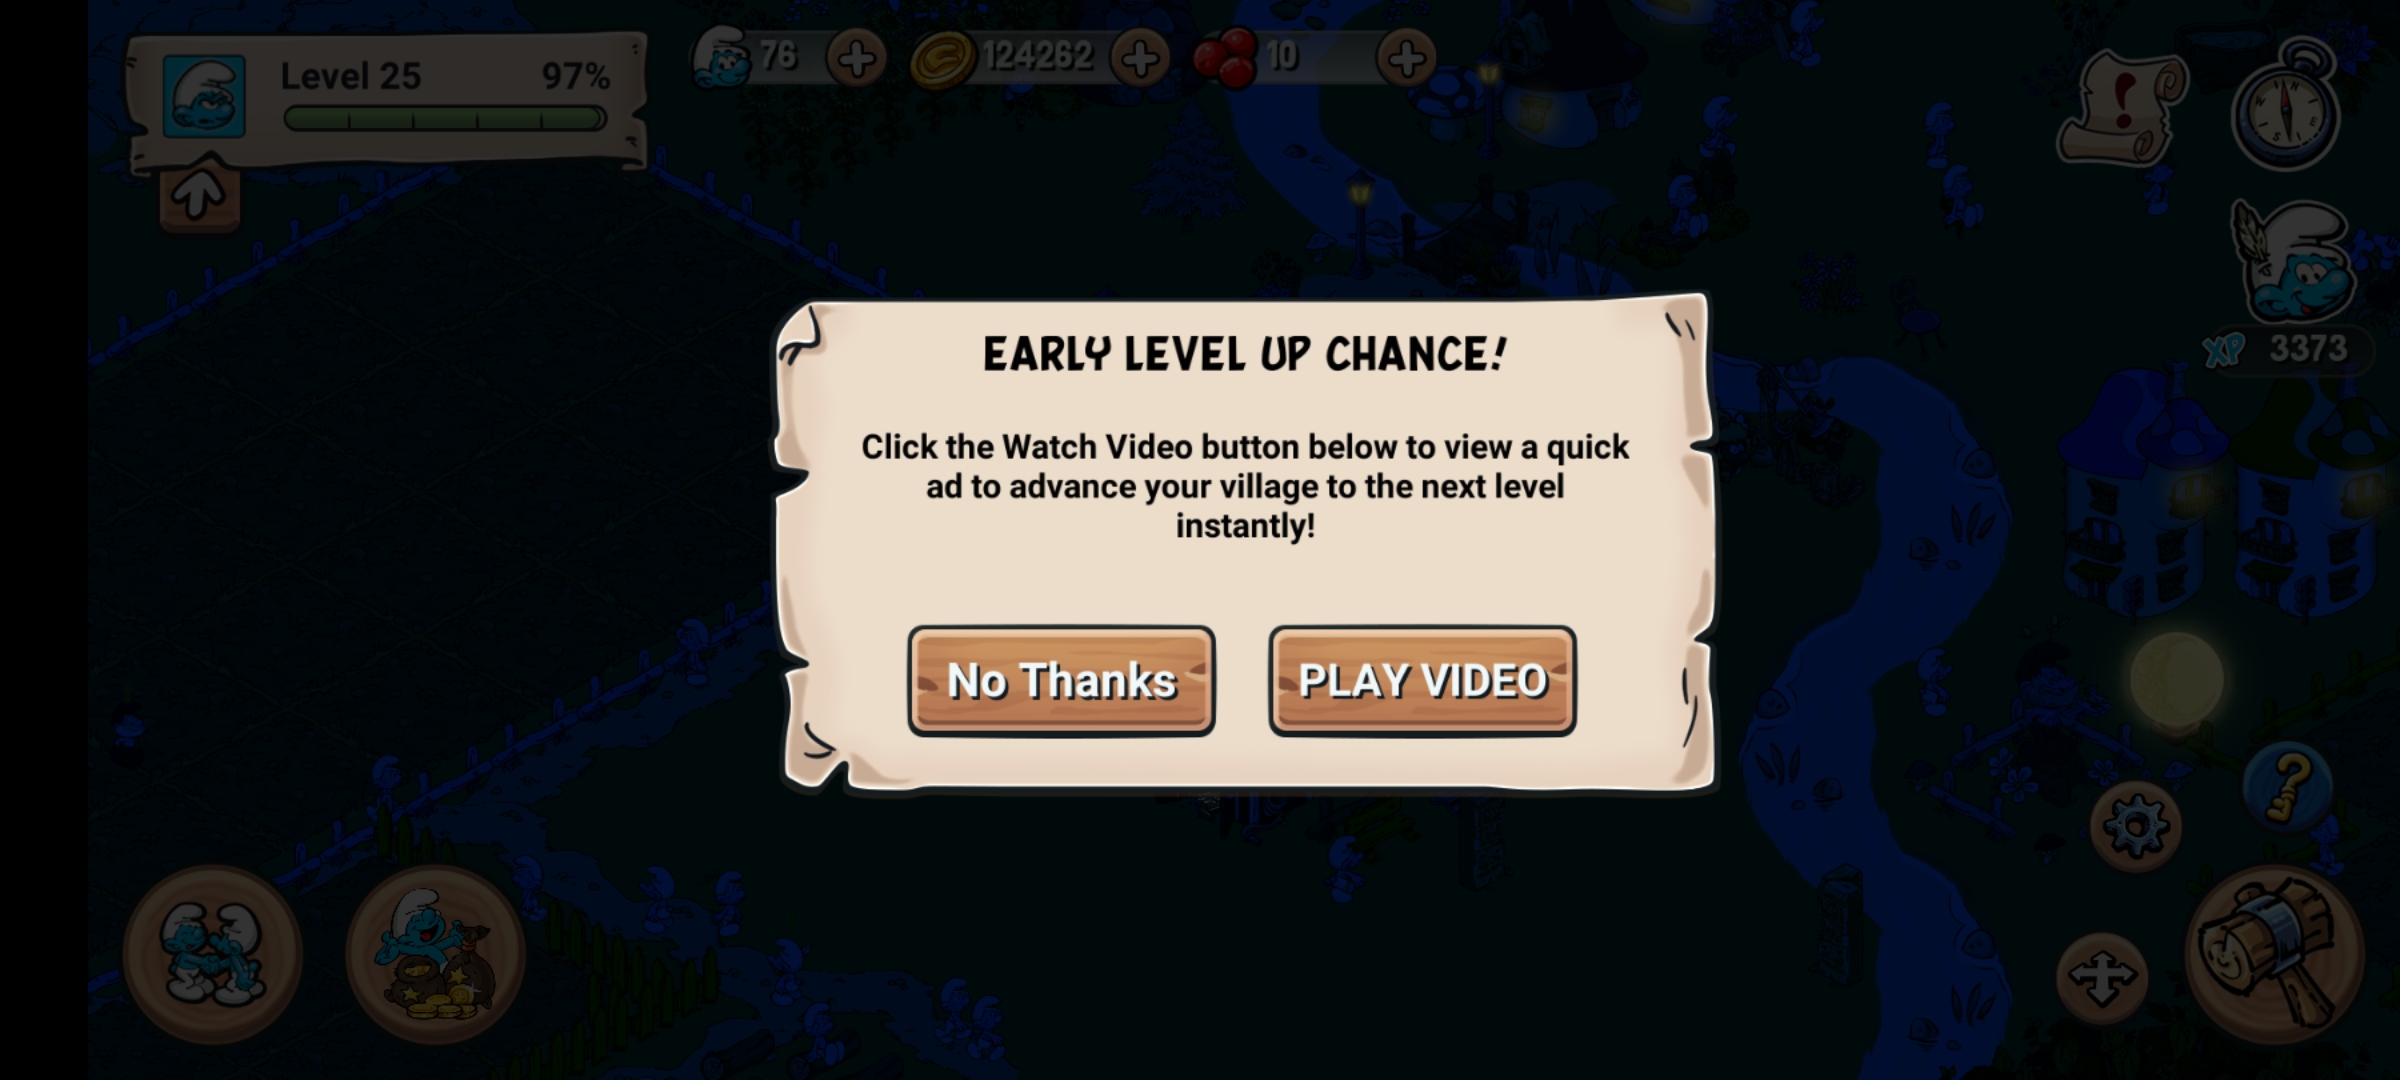 Level 25 97%
76
124262
10
XP 3373
EARLY LEVEL UP CHANCE!
Click the Watch Video button below to view a quick
ad to advance your village to the next level
instantly!
No Thanks
PLAY VIDEO